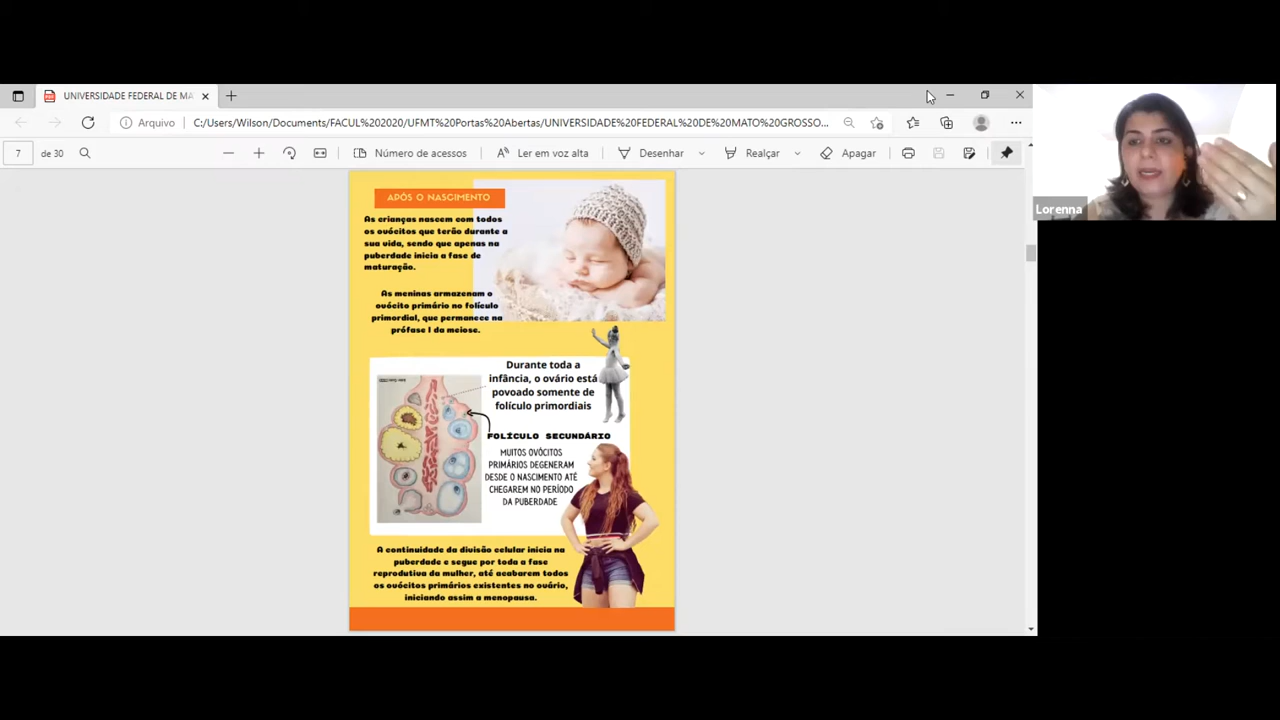 UNIVERSIDADE FEDERAL DE MA
Arquivo
C:/Users/Wilson/Documents/FACUL%202020/UFMT%20Portas%20Abertas/UNIVERSIDADE%20FEDERAL%20DE%20MATO%20GROSSO...
7
de 30
Número de acessos
Ler em voz alta
Desenhar
Realçar
Apagar
Lorenna
APÓS O NASCIMENTO
As crianças nascem com todos
os ovócitos que terão durante a
sua vida, sendo que apenas na
puberdade inicia a fase de
maturação.
As meninas armazenam o
ovócito primário no folículo
primordial, que permanece na
prófase I da meiose.
Durante toda a
infância, o ovário está
povoado somente de
folículo primordiais
FOLÍCULO SECUNDÁRIO
MUITOS OVÓCITOS
PRIMÁRIOS DEGENERAM
DESDE O NASCIMENTO ATÉ
CHEGAREM NO PERÍODO
DA PUBERDADE
A continuidade da divisão celular inicia na
puberdade e segue por toda a fase
reprodutiva da mulher, até acabarem todos
os ovócitos primários existentes no ovário,
iniciando assim a menopausa.